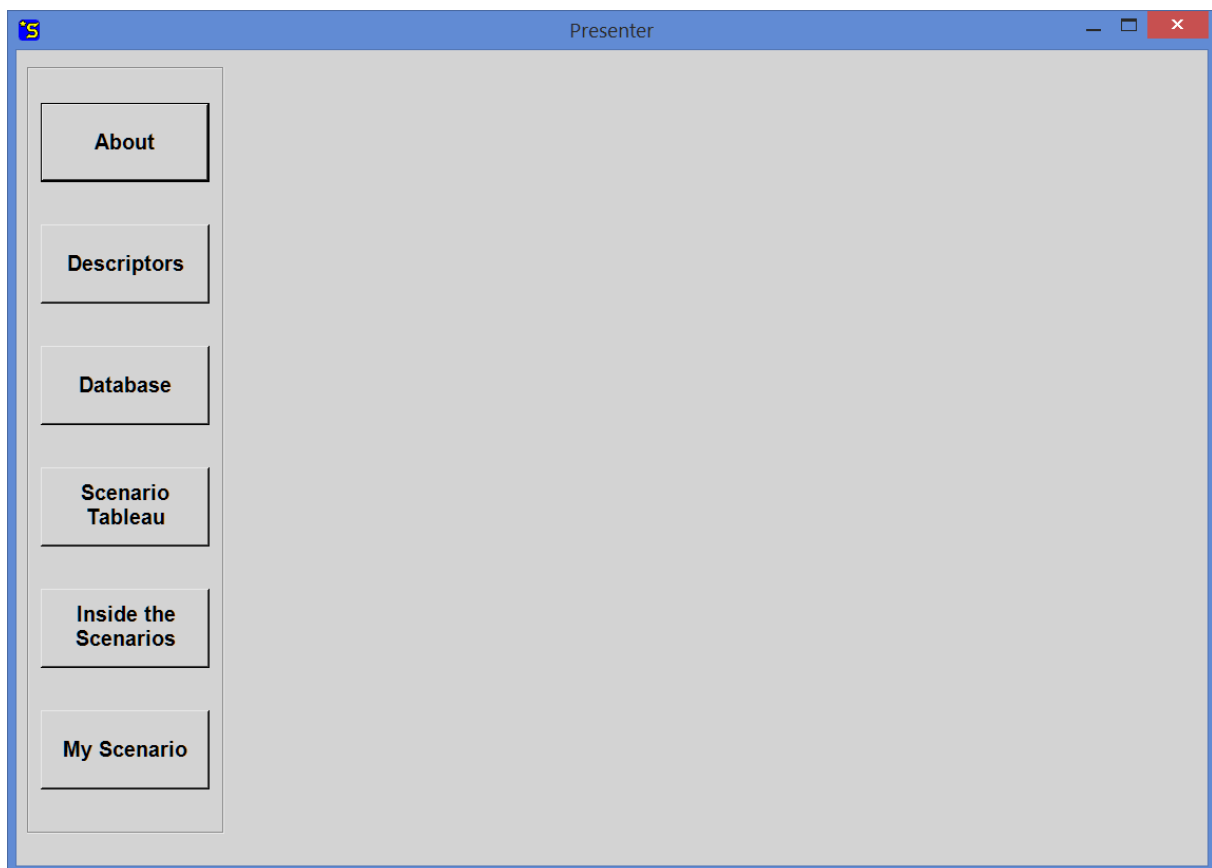 Presenter
About
Descriptors
Database
Scenario
Tableau
Inside the
Scenarios
My Scenario